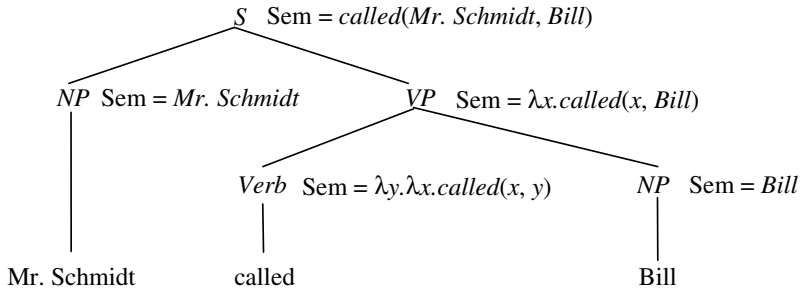 S Sem = called(Mr. Schmidt, Bill)
NP Sem = Mr. Schmidt VP Sem = λx.called(x, Bill)
Verb Sem = λy.λx.called(x, y) NP Sem = Bill
Mr. Schmidt called Bill